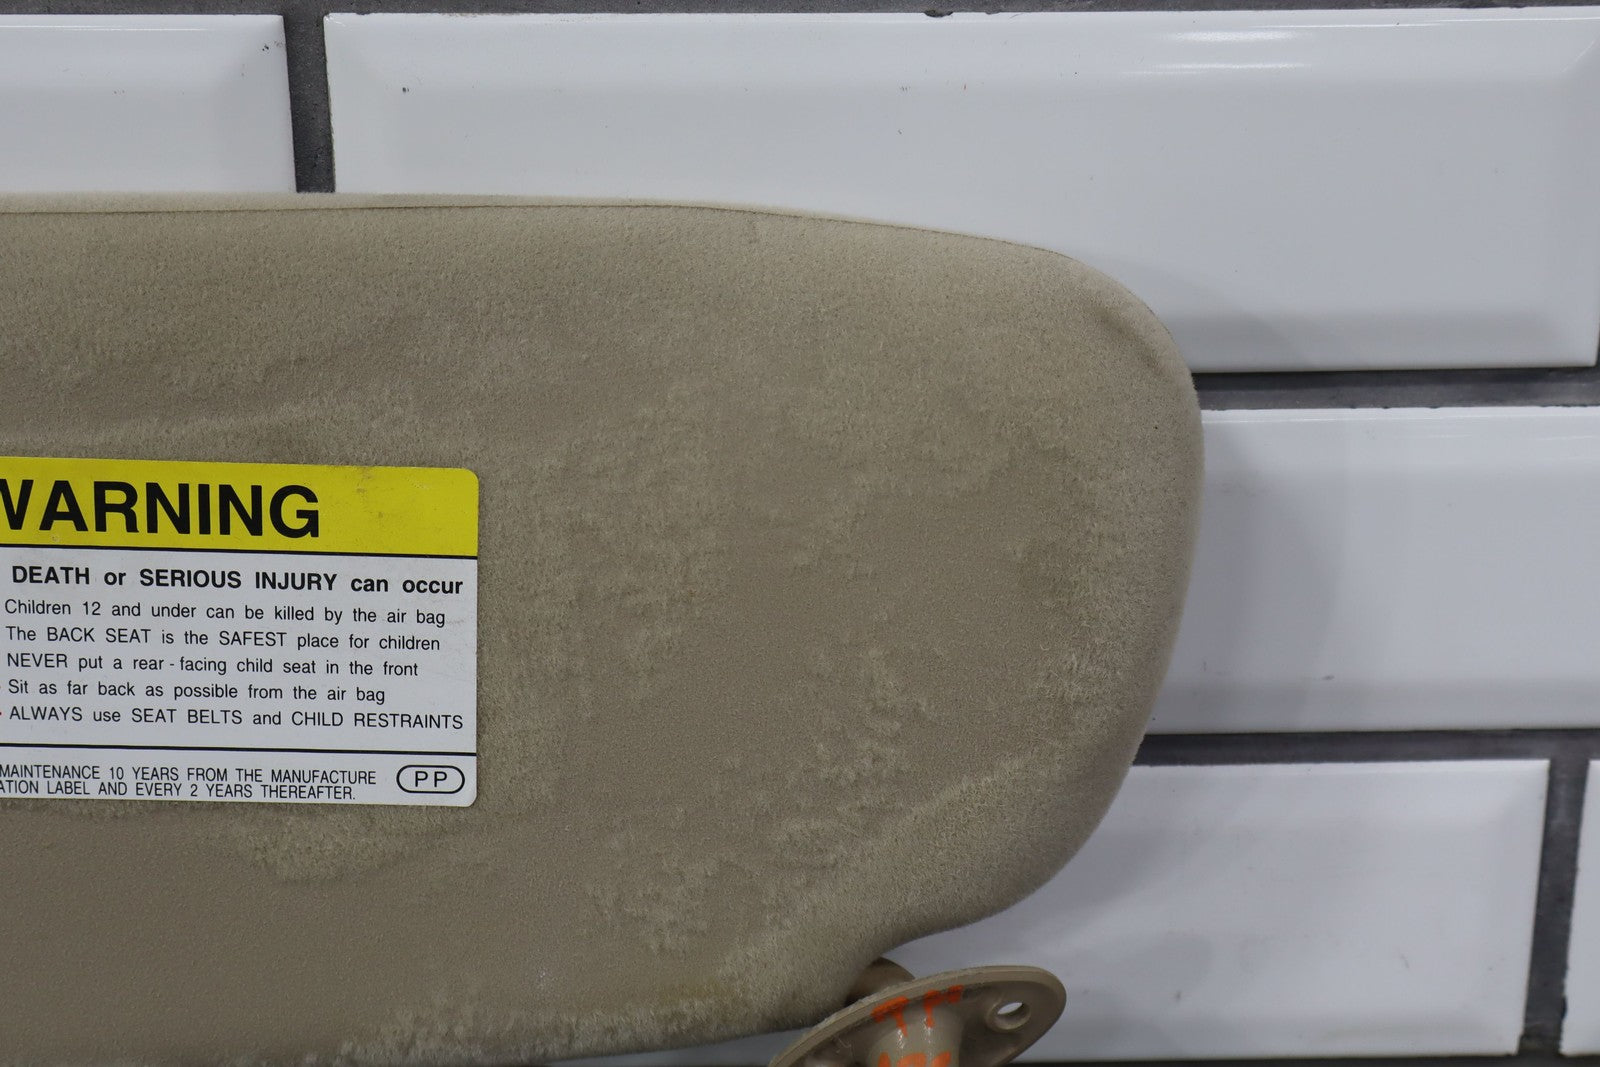 WARNING
DEATH or SERIOUS INJURY can occur
Children 12 and under can be killed by the air bag
The BACK SEAT is the SAFEST place for children
NEVER put a rear-facing child seat in the front
Sit as far back as possible from the air bag
ALWAYS use SEAT BELTS and CHILD RESTRAINTS
MAINTENANCE 10 YEARS FROM THE MANUFACTURE
ATION LABEL AND EVERY 2 YEARS THEREAFTER.
PP